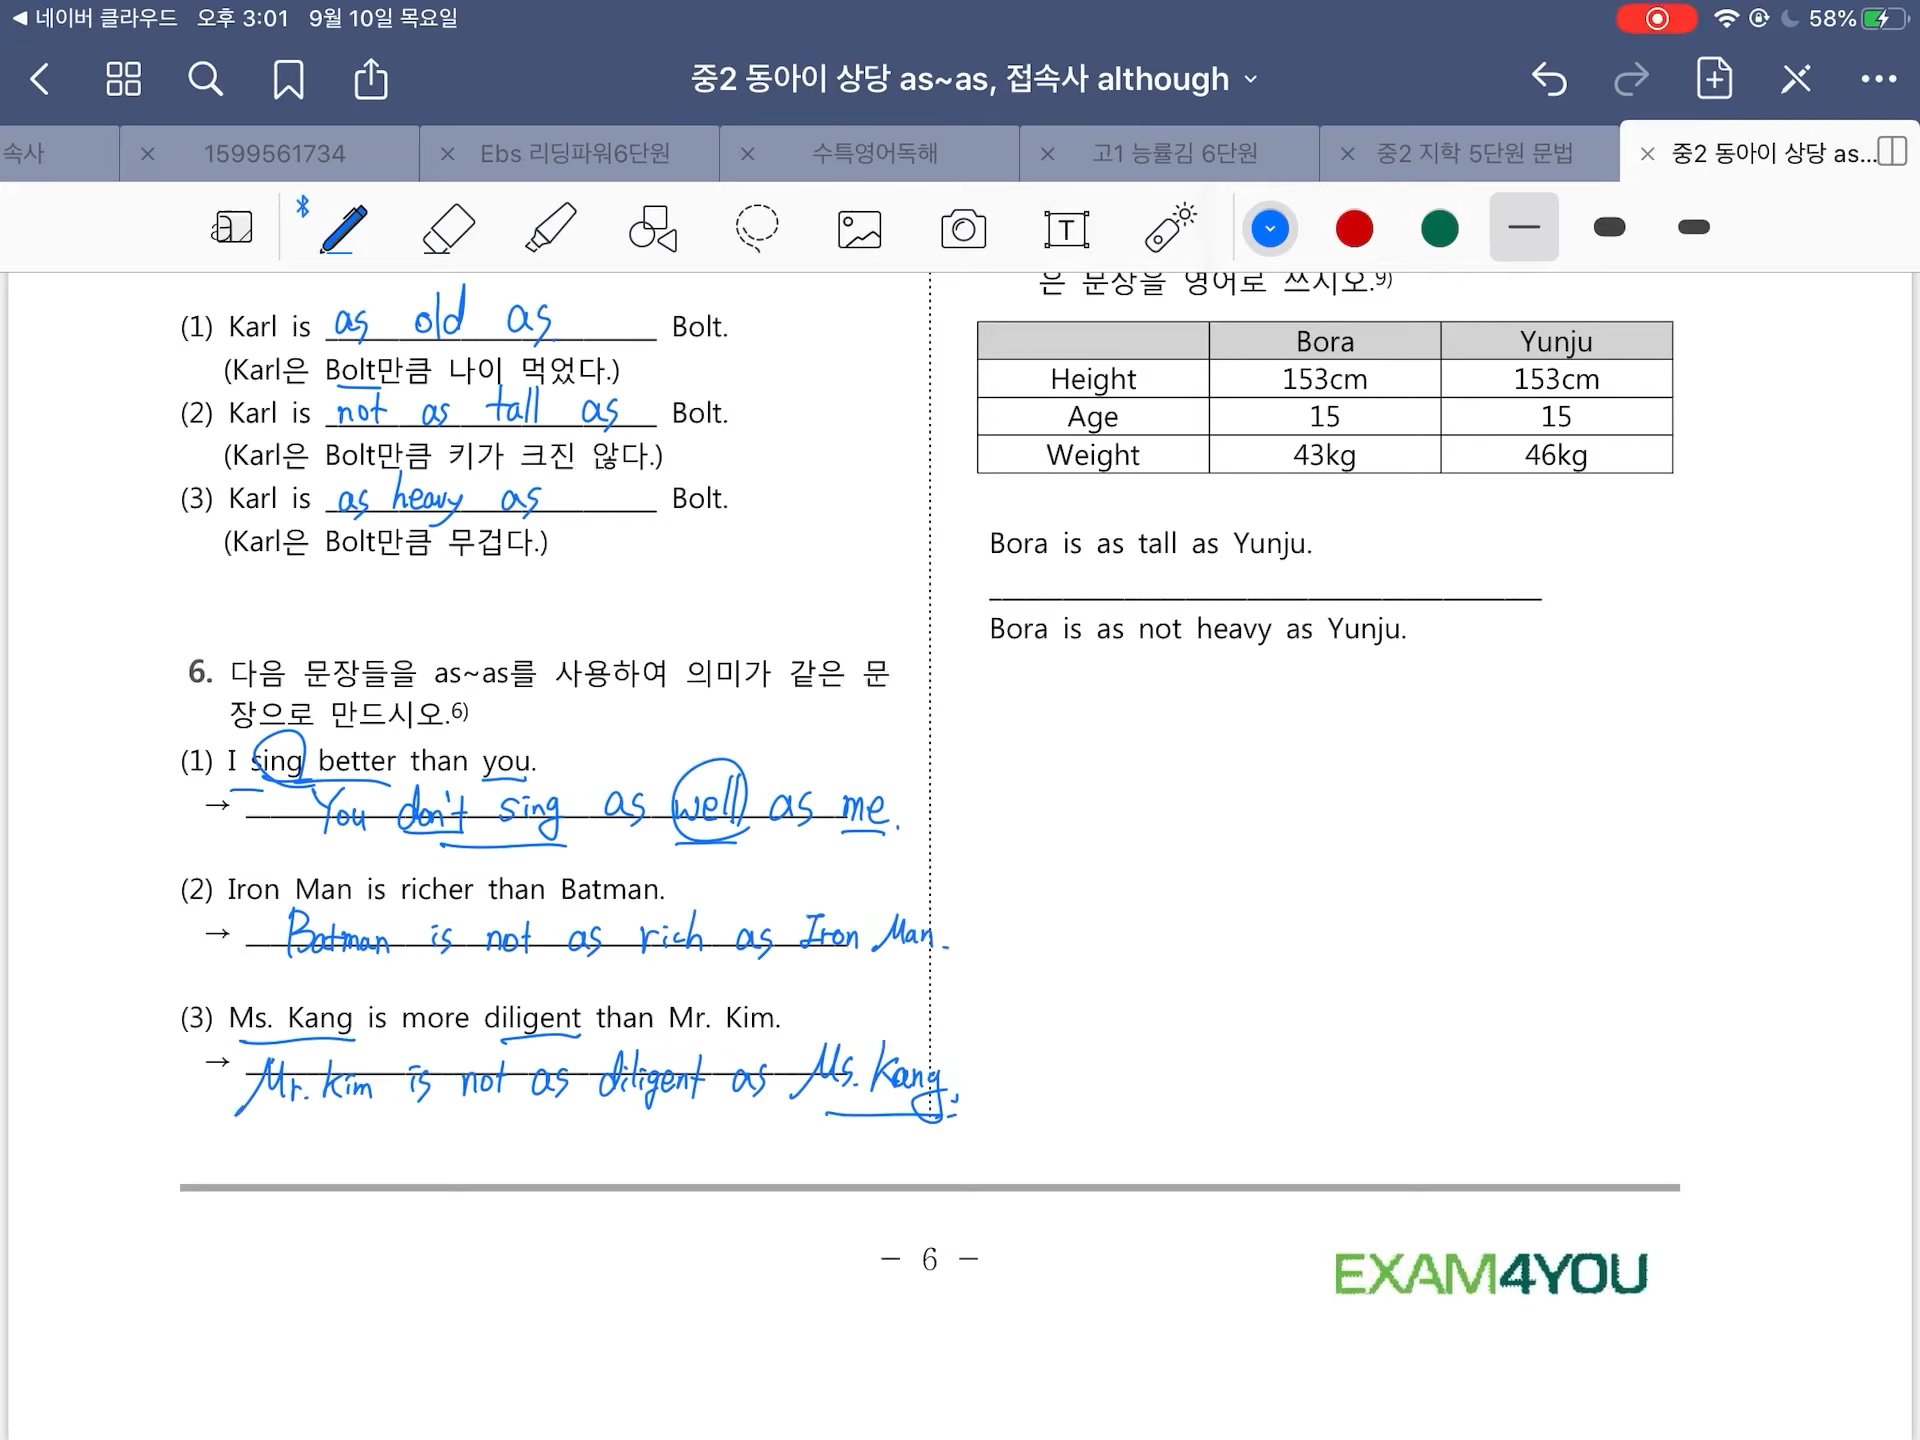 ◀ 네이버 클라우드 오후 3:01 9월 10일 목요일 58%
중2 동아이 상당 as~as, 접속사 although
속사 × 1599561734 × Ebs 리딩파워6단원 × 수특영어독해 × 고1 능률김 6단원 × 중2 지학 5단원 문법 × 중2 동아이 상당 as...
T
(1) Karl is as old as Bolt.
(Karl은 Bolt만큼 나이 먹었다.)
(2) Karl is not as tall as Bolt.
(Karl은 Bolt만큼 키가 크진 않다.)
(3) Karl is as heavy as Bolt.
(Karl은 Bolt만큼 무겁다.)
6. 다음 문장들을 as~as를 사용하여 의미가 같은 문
장으로 만드시오.6)
(1) I sing better than you.
→ You don't sing as well as me.
(2) Iron Man is richer than Batman.
→ Batman is not as rich as Iron Man.
(3) Ms. Kang is more diligent than Mr. Kim.
→ Mr. Kim is not as diligent as Ms. Kang.
은 문장을 영어로 쓰시오.9)
Bora Yunju
Height 153cm 153cm
Age 15 15
Weight 43kg 46kg
Bora is as tall as Yunju.
Bora is as not heavy as Yunju.
- 6 -
EXAM4YOU